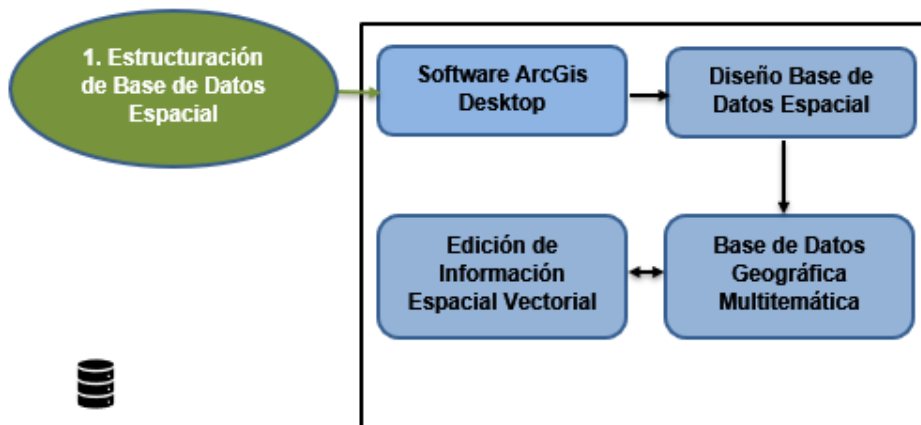 1. Estructuración
de Base de Datos
Espacial
Software ArcGis
Desktop
Diseño Base de
Datos Espacial
Edición de
Información
Espacial Vectorial
Base de Datos
Geográfica
Multitemática